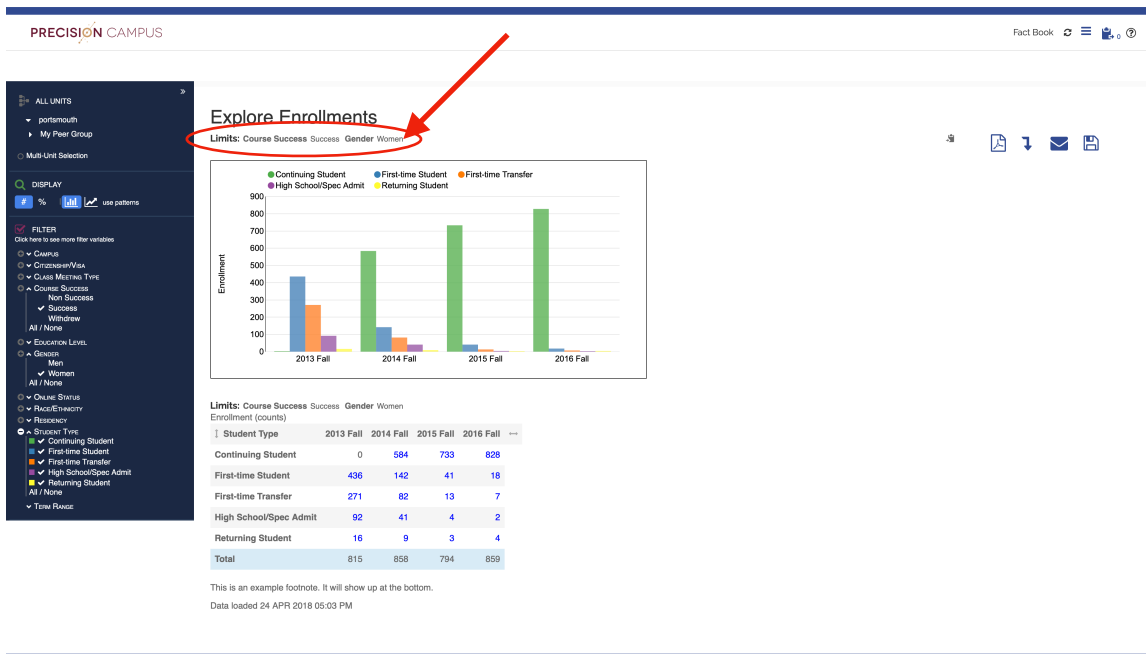 PRECISION CAMPUS
Fact Book 0
ALL UNITS
portsmouth
My Peer Group
Multi-Unit Selection
DISPLAY
# % use patterns
FILTER
Click here to see more filter variables
CAMPUS
CITIZENSHIP/VISA
CLASS MEETING TYPE
COURSE SUCCESS
Non Success
Success
Withdrew
All / None
EDUCATION LEVEL
GENDER
Men
Women
All / None
ONLINE STATUS
RACE/ETHNICITY
RESIDENCY
STUDENT TYPE
Continuing Student
First-time Student
First-time Transfer
High School/Spec Admit
Returning Student
All / None
TERM RANGE
Explore Enrollments
Limits: Course Success Success Gender Women
Continuing Student First-time Student First-time Transfer
High School/Spec Admit Returning Student
Enrollment
900
800
700
600
500
400
300
200
100
0
2013 Fall 2014 Fall 2015 Fall 2016 Fall
Limits: Course Success Success Gender Women
Enrollment (counts)
Student Type 2013 Fall 2014 Fall 2015 Fall 2016 Fall
Continuing Student 0 584 733 828
First-time Student 436 142 41 18
First-time Transfer 271 82 13 7
High School/Spec Admit 92 41 4 2
Returning Student 16 9 3 4
Total 815 858 794 859
This is an example footnote. It will show up at the bottom.
Data loaded 24 APR 2018 05:03 PM